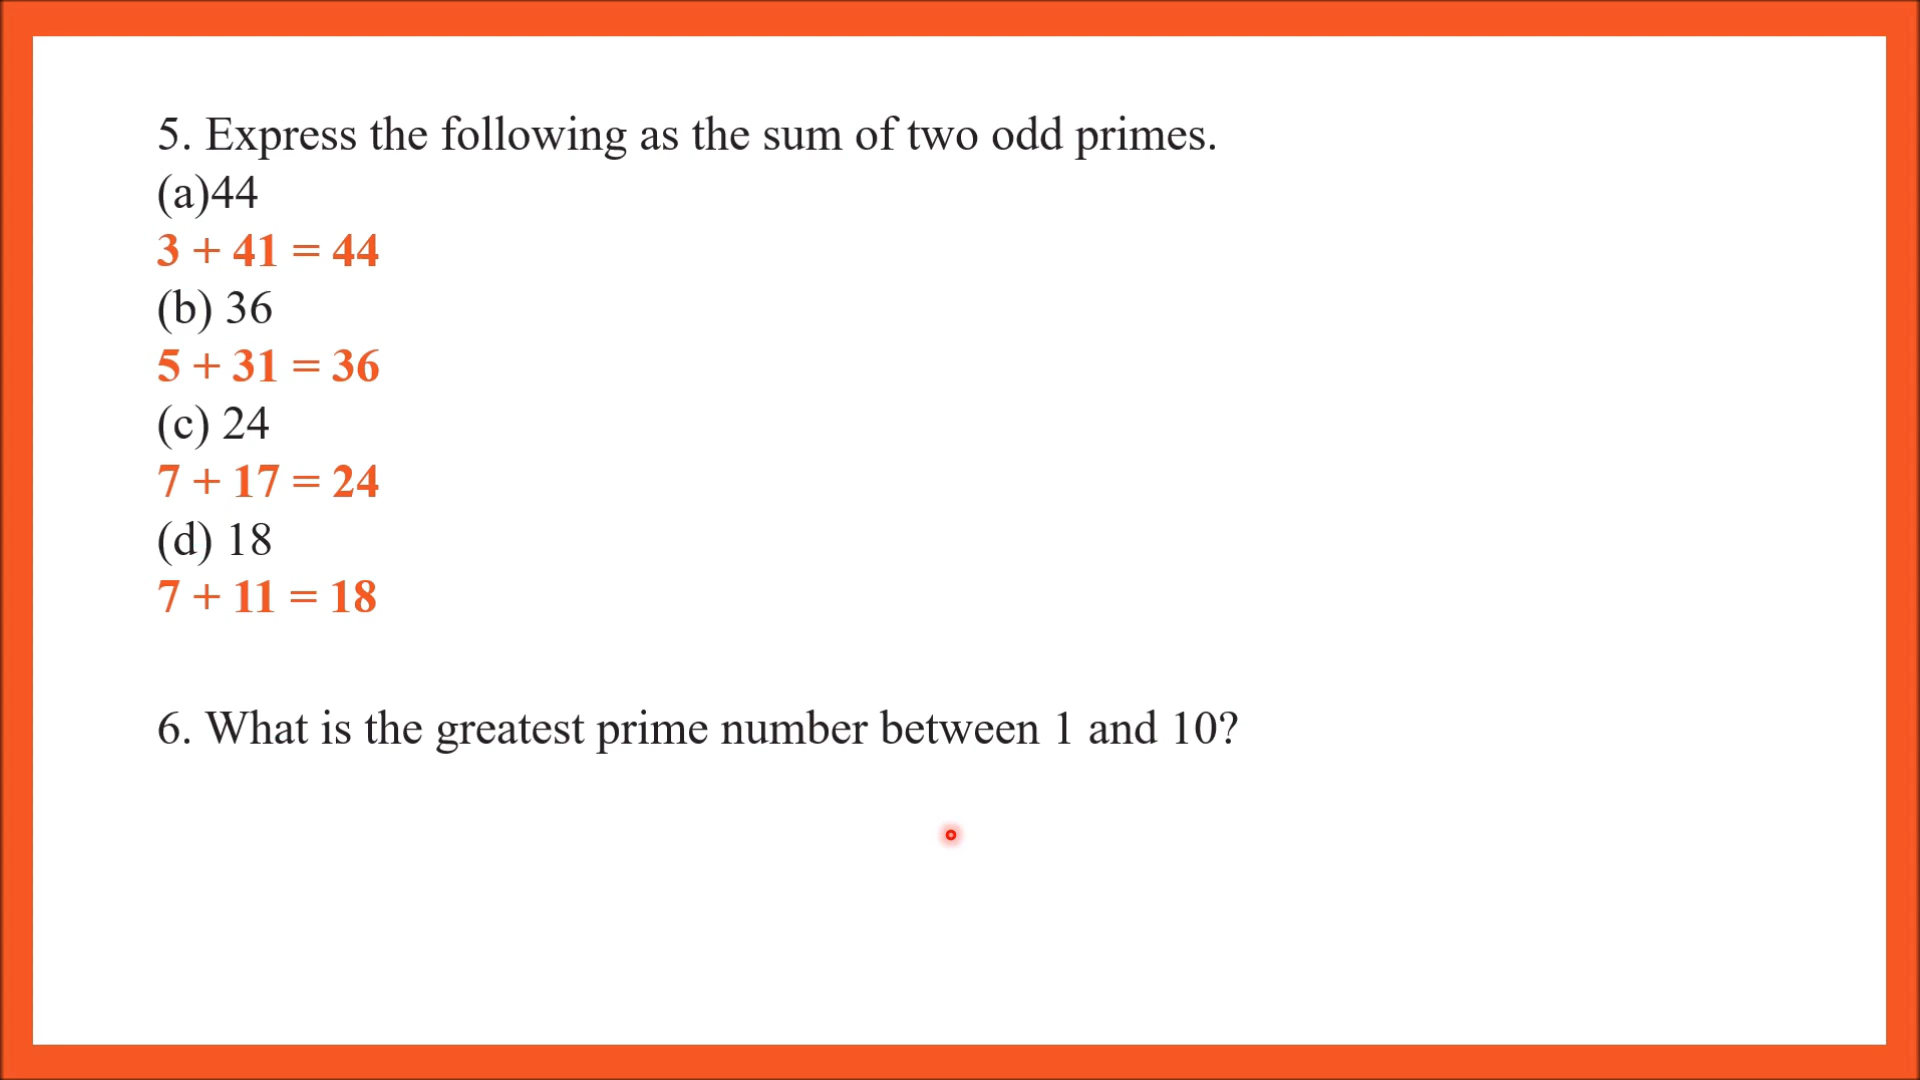 5. Express the following as the sum of two odd primes.
(a)44
3 + 41 = 44
(b) 36
5 + 31 = 36
(c) 24
7 + 17 = 24
(d) 18
7 + 11 = 18
6. What is the greatest prime number between 1 and 10?